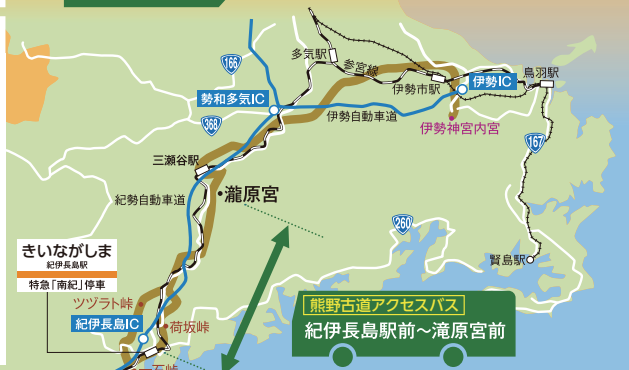 166
多気駅
参宮線
鳥羽駅
伊勢IC
伊勢市駅
勢和多気IC
伊勢自動車道
368
伊勢神宮内宮
167
三瀬谷駅
瀧原宮
紀勢自動車道
260
きいながしま
紀伊長島駅
特急「南紀」停車
賢島駅
ツヅラト峠
熊野古道アクセスバス
紀伊長島IC
荷坂峠
紀伊長島駅前～滝原宮前
一石峠